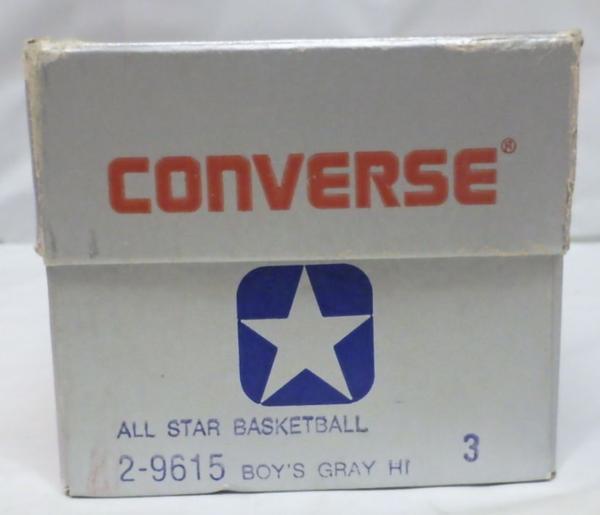 CONVERSE®
ALL STAR BASKETBALL
2-9615 BOY'S GRAY HI 3